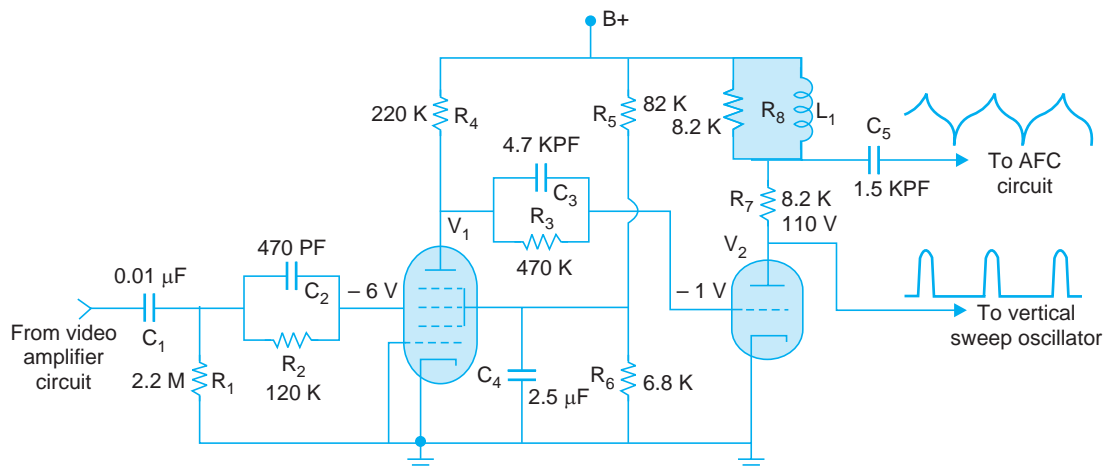 B+
220 K
R4
R5
82 K
8.2 K
R8
L1
C5
1.5 KPF
To AFC
circuit
4.7 KPF
C3
R3
470 K
R7
8.2 K
110 V
V1
V2
470 PF
C2
0.01 µF
– 6 V
– 1 V
From video
amplifier
circuit
C1
R2
120 K
2.2 M
R1
C4
2.5 µF
R6
6.8 K
To vertical
sweep oscillator